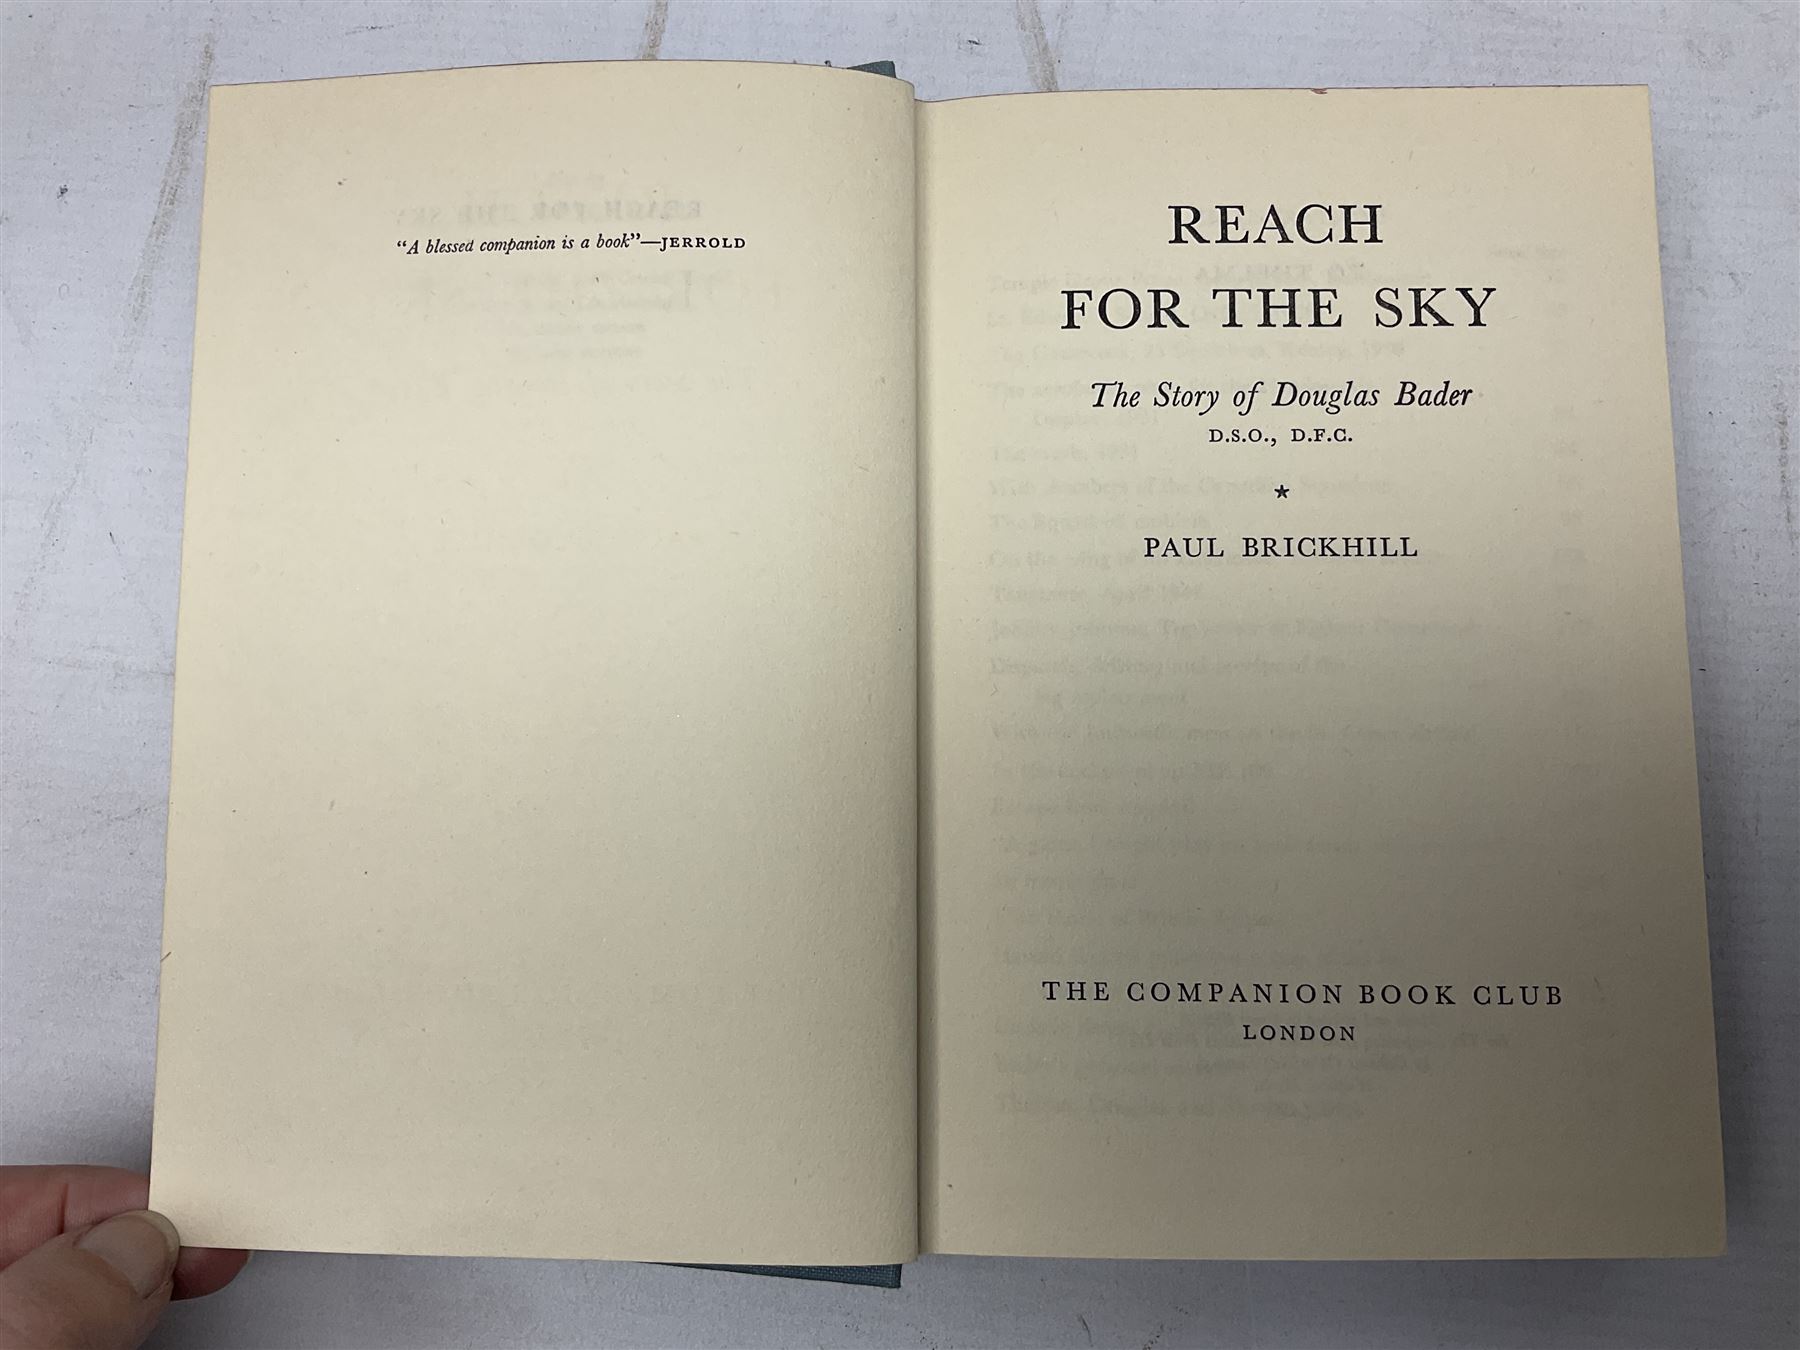 “A blessed companion is a book”—JERROLD
REACH
FOR THE SKY
The Story of Douglas Bader
D.S.O., D.F.C.
★
PAUL BRICKHILL
THE COMPANION BOOK CLUB
LONDON